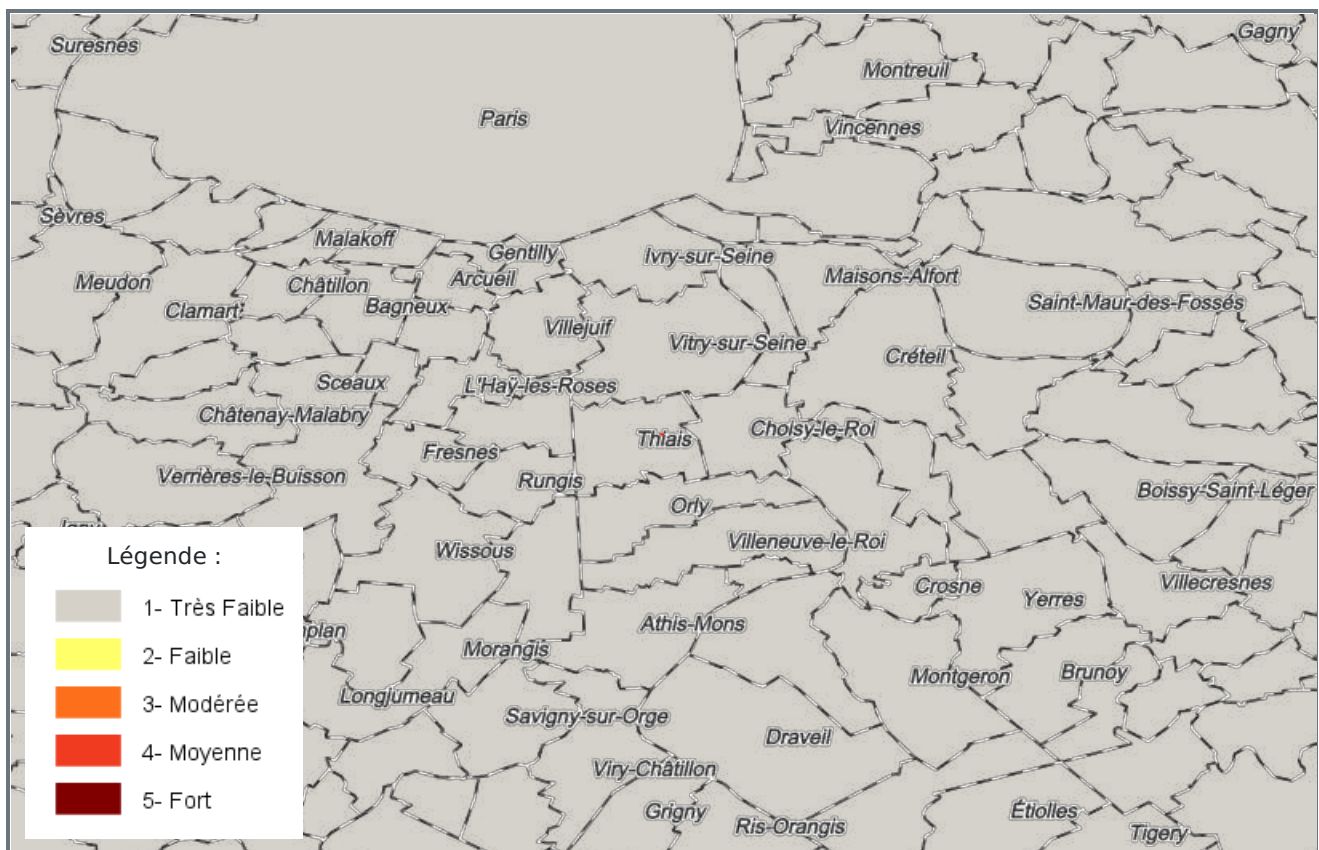 Suresnes
Gagny
Montreuil
Paris
Vincennes
Sèvres
Malakoff
Gentilly
Ivry-sur-Seine
Meudon
Châtillon
Arcueil
Maisons-Alfort
Clamart
Bagneux
Saint-Maur-des-Fossés
Villejuif
Vitry-sur-Seine
Créteil
Sceaux
L'Haÿ-les-Roses
Châtenay-Malabry
Thiais
Choisy-le-Roi
Fresnes
Verrières-le-Buisson
Rungis
Boissy-Saint-Léger
Orly
Wissous
Villeneuve-le-Roi
Crosne
Villecresnes
Yerres
Athis-Mons
Morangis
Montgeron
Brunoy
Longjumeau
Savigny-sur-Orge
Draveil
Viry-Châtillon
Grigny
Ris-Orangis
Étiolles
Tigery
Légende :
1- Très Faible
2- Faible
3- Modérée
4- Moyenne
5- Fort